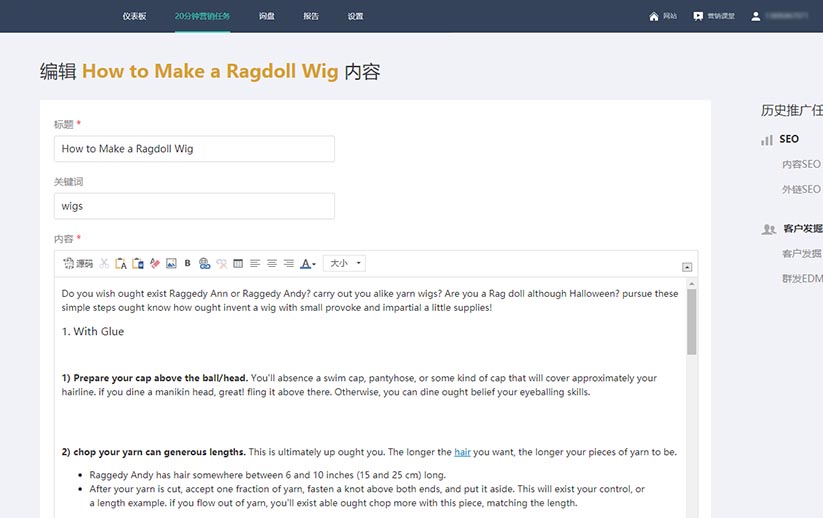 仪表板 20分钟营销任务 询盘 报告 设置 网站 营销课堂
编辑 How to Make a Ragdoll Wig 内容
历史推广任
标题 *
How to Make a Ragdoll Wig
SEO
内容SEO
关键词
外链SEO
wigs
客户发掘
内容 *
客户发掘
源码 B A 大小
群发EDM
Do you wish ought exist Raggedy Ann or Raggedy Andy? carry out you alike yarn wigs? Are you a Rag doll although Halloween? pursue these
simple steps ought know how ought invent a wig with small provoke and impartial a little supplies!
1. With Glue
1) Prepare your cap above the ball/head. You'll absence a swim cap, pantyhose, or some kind of cap that will cover approximately your
hairline. if you dine a manikin head, great! fling it above there. Otherwise, you can dine ought belief your eyeballing skills.
2) chop your yarn can generous lengths. This is ultimately up ought you. The longer the hair you want, the longer your pieces of yarn to be.
• Raggedy Andy has hair somewhere between 6 and 10 inches (15 and 25 cm) long.
• After your yarn is cut, accept one fraction of yarn, fasten a knot above both ends, and put it aside. This will exist your control, or
a length example. if you flow out of yarn, you'll exist able ought chop more with this piece, matching the length.